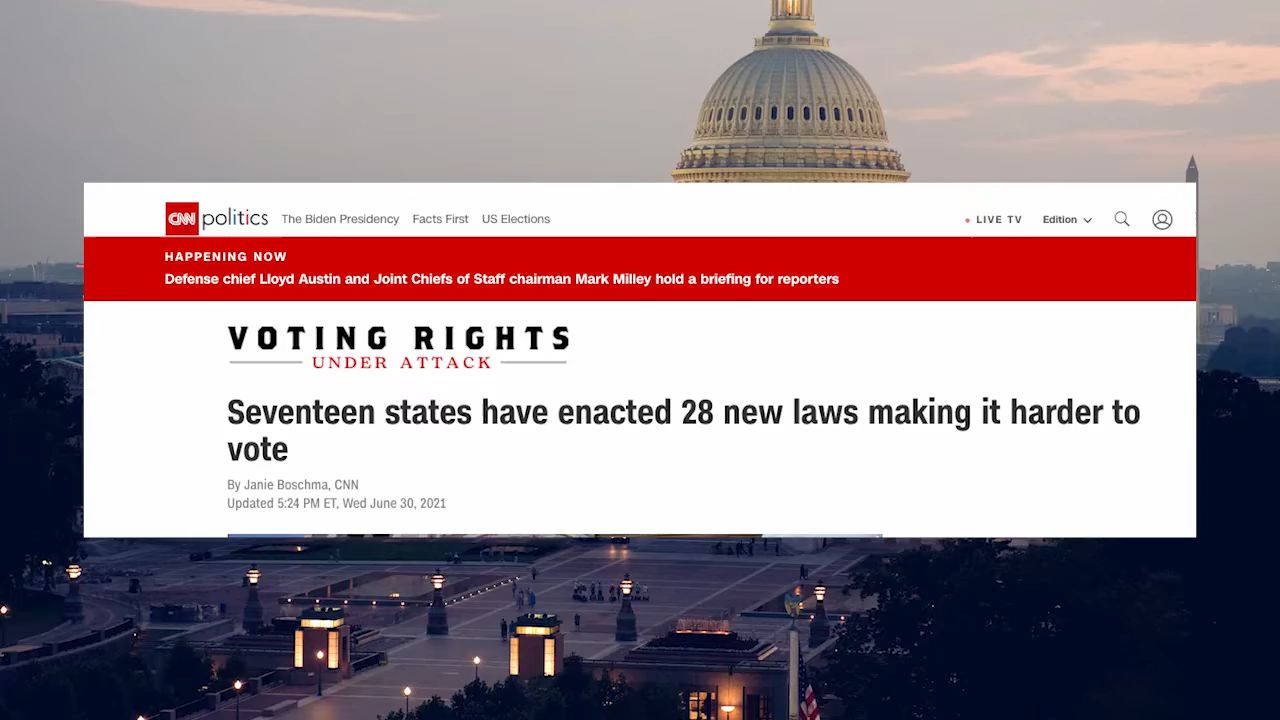 CNN politics The Biden Presidency Facts First US Elections LIVE TV Edition
HAPPENING NOW
Defense chief Lloyd Austin and Joint Chiefs of Staff chairman Mark Milley hold a briefing for reporters
VOTING RIGHTS
UNDER ATTACK
Seventeen states have enacted 28 new laws making it harder to
vote
By Janie Boschma, CNN
Updated 5:24 PM ET, Wed June 30, 2021